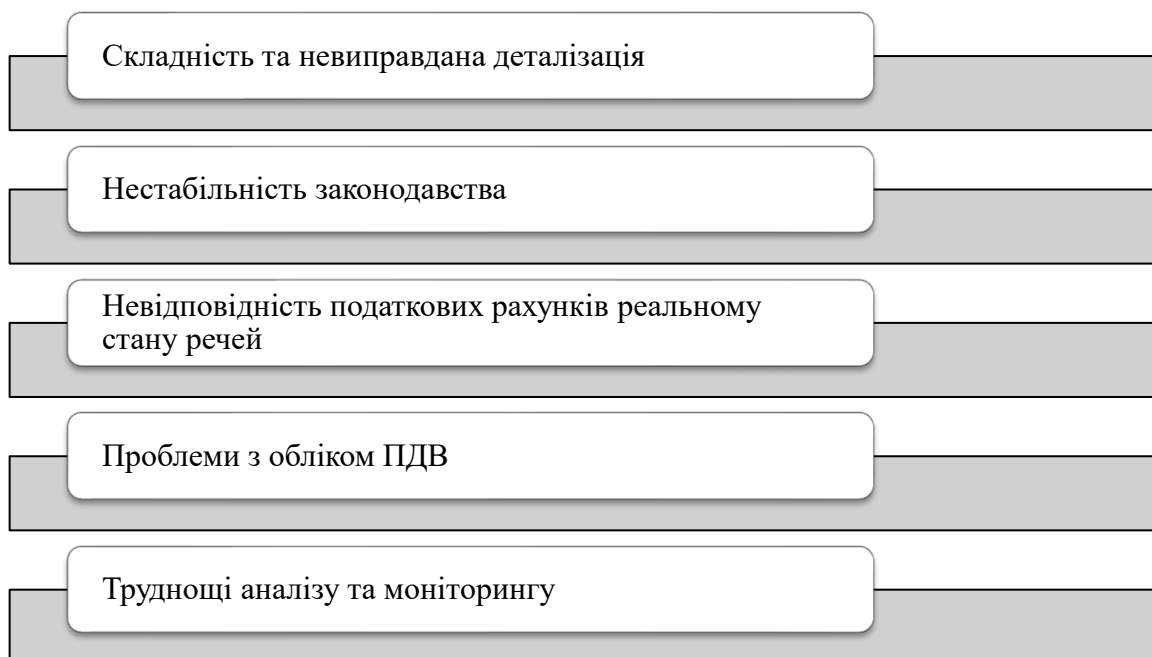 Складність та невиправдана деталізація
Нестабільність законодавства
Невідповідність податкових рахунків реальному
стану речей
Проблеми з обліком ПДВ
Труднощі аналізу та моніторингу